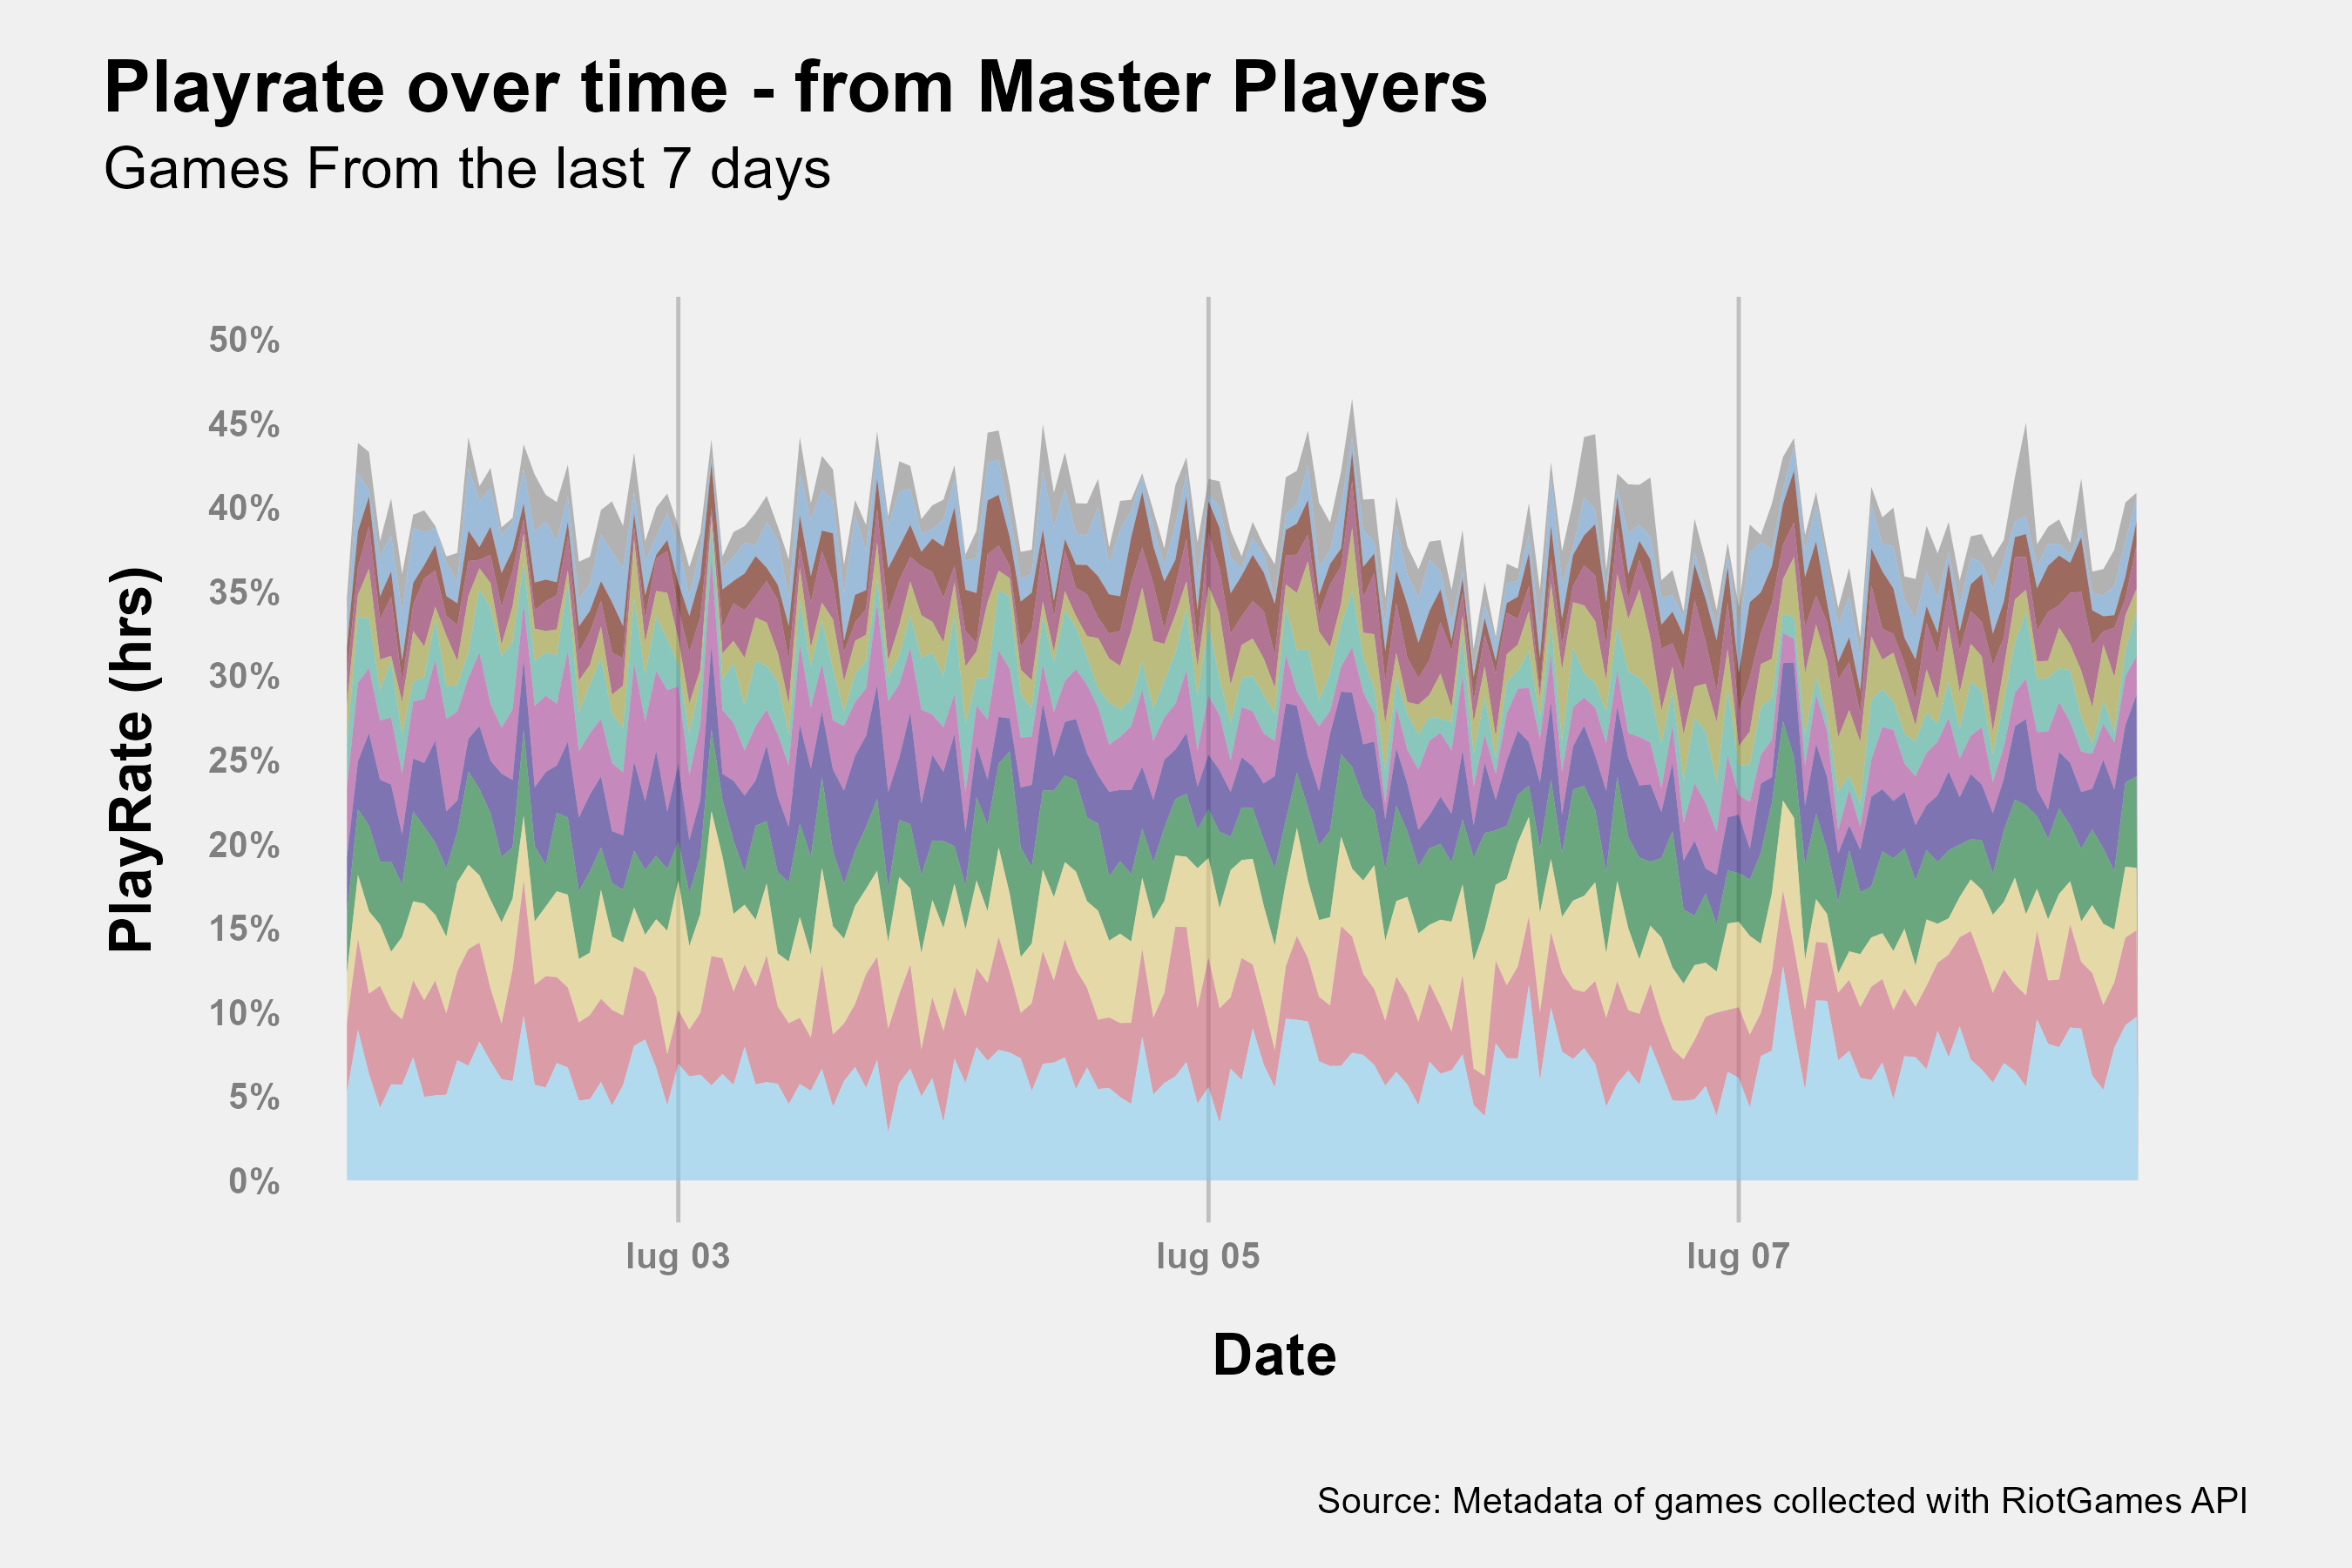 Playrate over time - from Master Players
Games From the last 7 days
PlayRate (hrs)
50%
45%
40%
35%
30%
25%
20%
15%
10%
5%
0%
lug 03
lug 05
lug 07
Date
Source: Metadata of games collected with RiotGames API